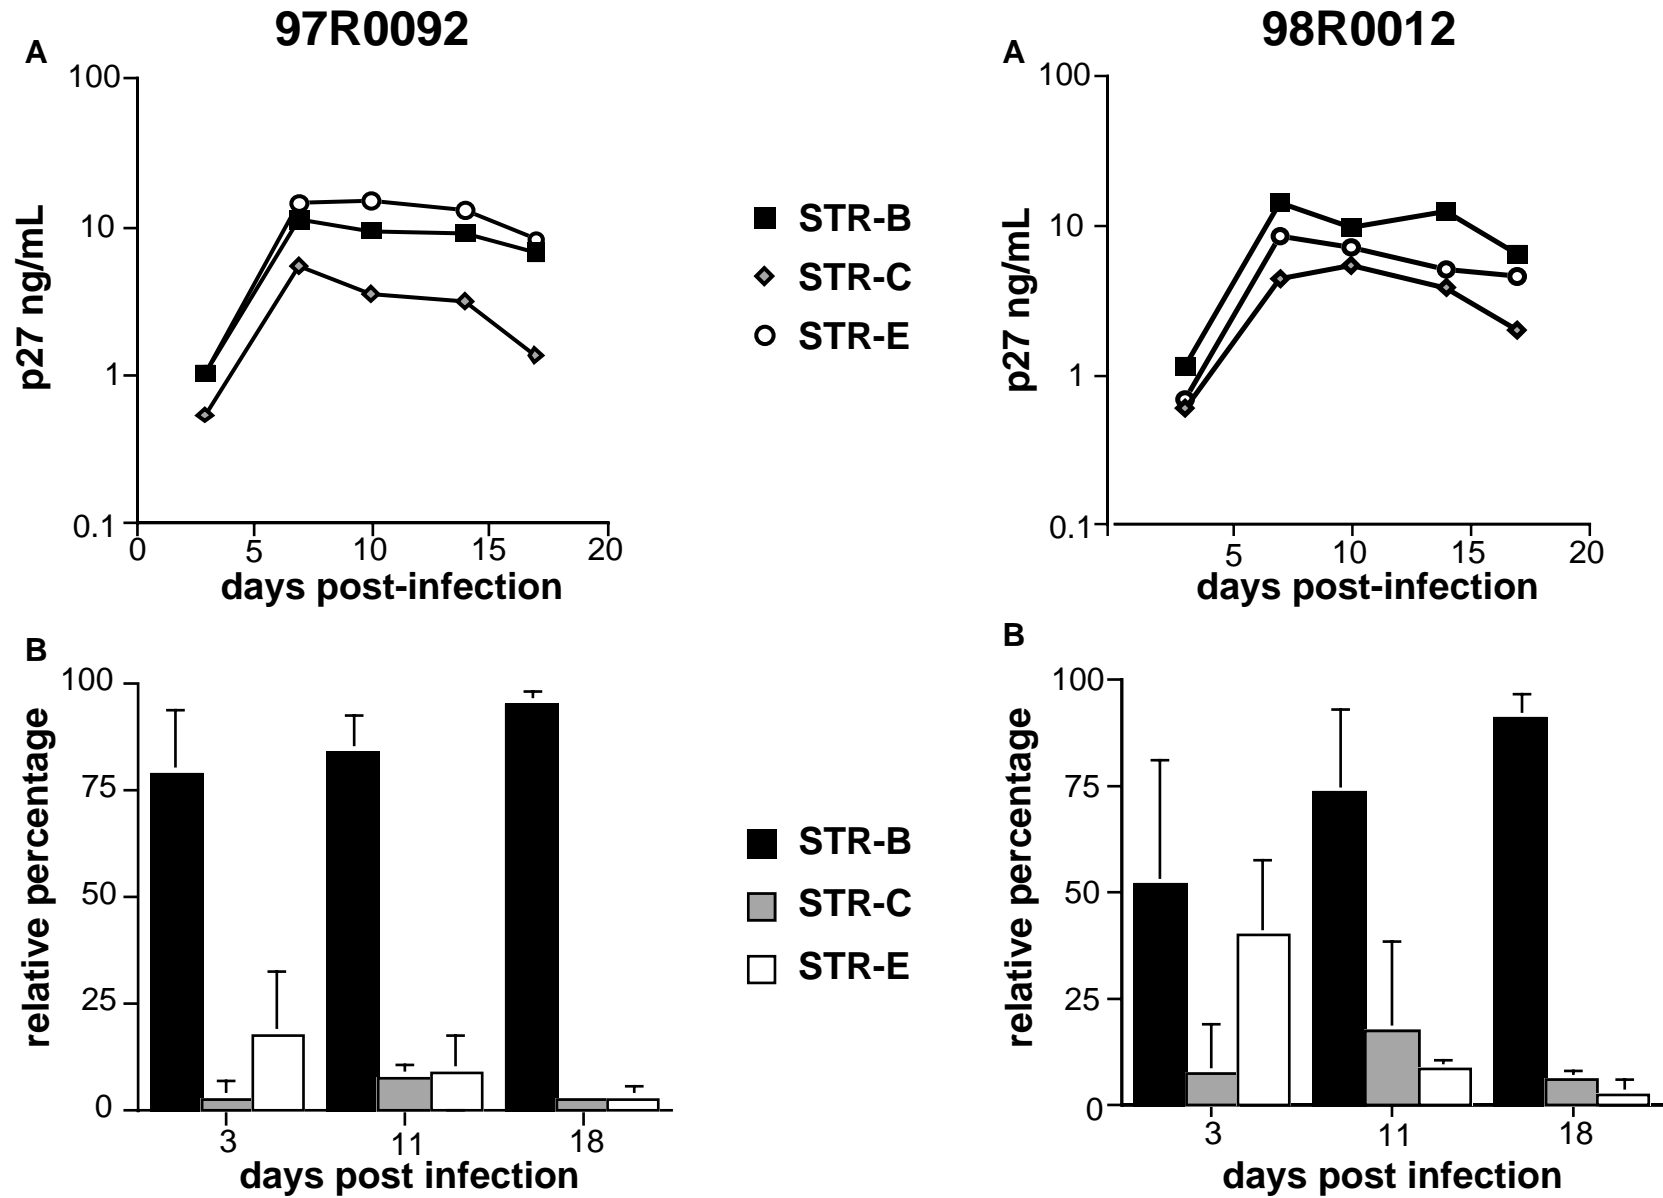 97R0092
98R0012
A
100
10
1
0.1
0
5
10
15
20
p27 ng/mL
days post-infection
STR-B
STR-C
STR-E
A
100
10
1
0.1
5
10
15
20
p27 ng/mL
days post-infection
B
100
75
50
25
0
3
11
18
relative percentage
days post infection
STR-B
STR-C
STR-E
B
100
75
50
25
0
3
11
18
relative percentage
days post infection